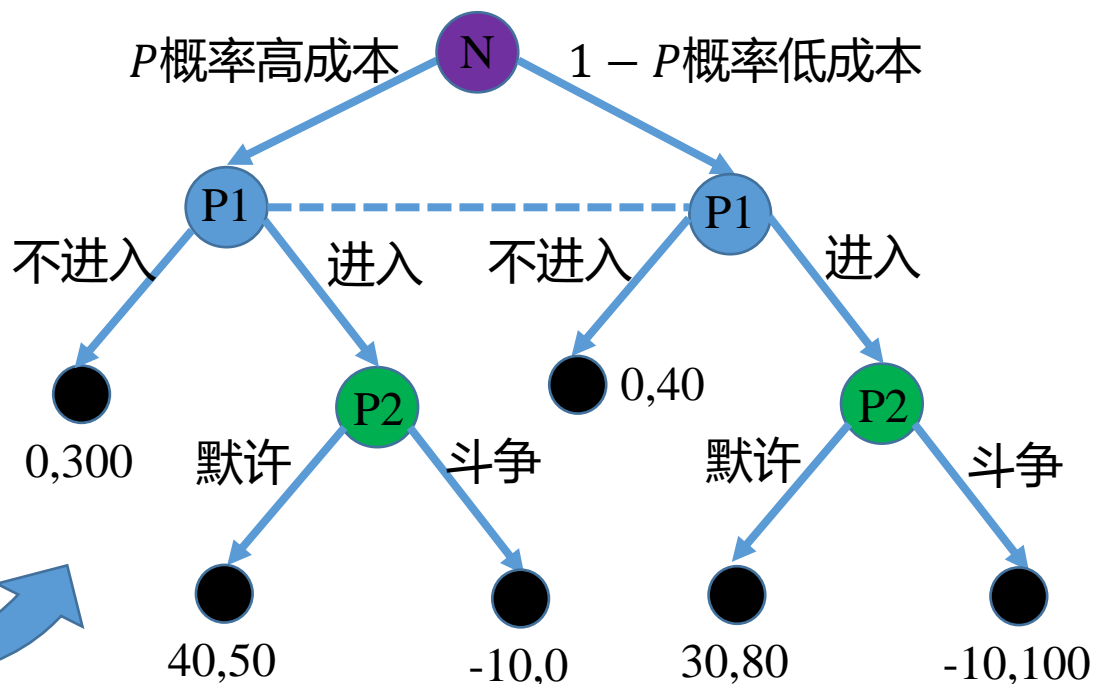 N
P概率高成本
1 − P概率低成本
P1
P1
不进入
进入
不进入
进入
0,300
P2
0,40
P2
默许
斗争
默许
斗争
40,50
-10,0
30,80
-10,100